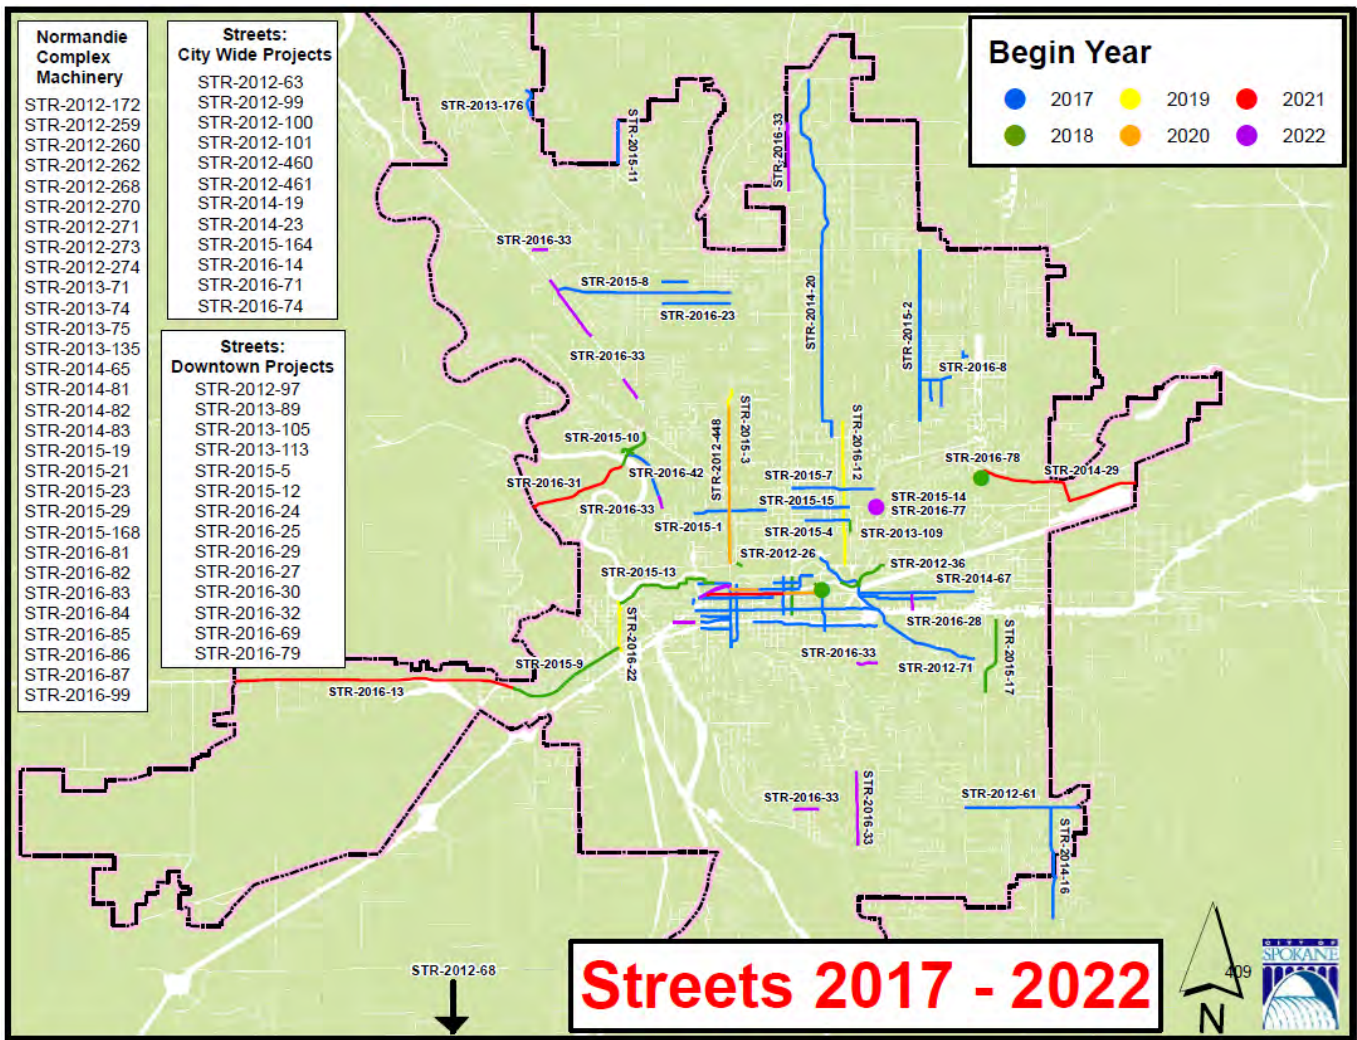 Normandie
Complex
Machinery
STR-2012-172
STR-2012-259
STR-2012-260
STR-2012-262
STR-2012-268
STR-2012-270
STR-2012-271
STR-2012-273
STR-2012-274
STR-2013-71
STR-2013-74
STR-2013-75
STR-2013-135
STR-2014-65
STR-2014-81
STR-2014-82
STR-2014-83
STR-2015-19
STR-2015-21
STR-2015-23
STR-2015-29
STR-2015-168
STR-2016-81
STR-2016-82
STR-2016-83
STR-2016-84
STR-2016-85
STR-2016-86
STR-2016-87
STR-2016-99
Streets:
City Wide Projects
STR-2012-63
STR-2012-99
STR-2012-100
STR-2012-101
STR-2012-460
STR-2012-461
STR-2014-19
STR-2014-23
STR-2015-164
STR-2016-14
STR-2016-71
STR-2016-74
Streets:
Downtown Projects
STR-2012-97
STR-2013-89
STR-2013-105
STR-2013-113
STR-2015-5
STR-2015-12
STR-2016-24
STR-2016-25
STR-2016-29
STR-2016-27
STR-2016-30
STR-2016-32
STR-2016-69
STR-2016-79
Begin Year
2017 2019 2021
2018 2020 2022
STR-2013-176
STR-2015-11
STR-2016-33
STR-2016-33
STR-2015-8
STR-2016-23
STR-2014-20
STR-2015-2
STR-2016-33
STR-2016-8
STR-2015-10
STR-2012-448
STR-2015-3
STR-2016-12
STR-2016-78
STR-2014-29
STR-2016-31
STR-2016-42
STR-2015-7
STR-2016-33
STR-2015-15
STR-2015-14
STR-2016-77
STR-2015-1
STR-2015-4
STR-2013-109
STR-2012-26
STR-2012-36
STR-2015-13
STR-2014-67
STR-2016-28
STR-2016-22
STR-2015-9
STR-2016-33
STR-2012-71
STR-2015-17
STR-2016-13
STR-2016-33
STR-2016-33
STR-2012-61
STR-2014-16
STR-2012-68
Streets 2017 - 2022
409
N
CITY OF
SPOKANE